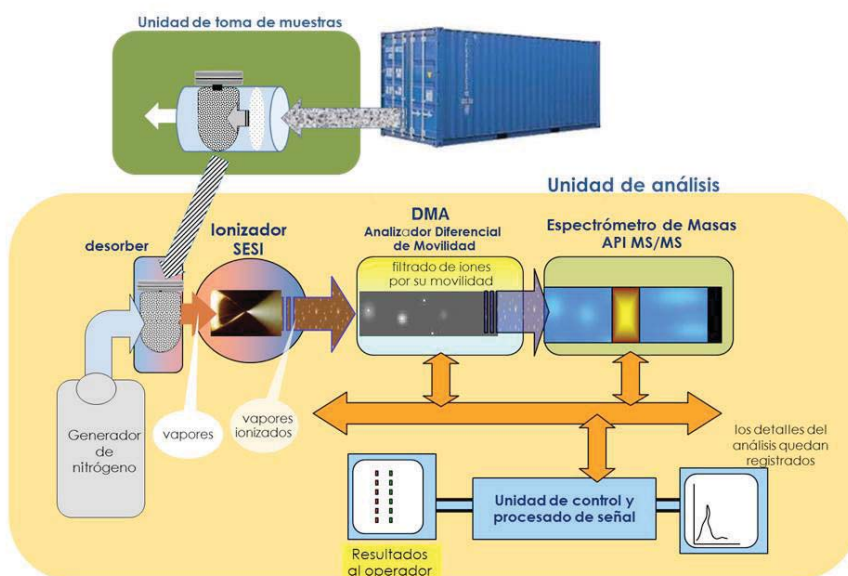 Unidad de toma de muestras
Unidad de análisis
desorber
Ionizador
SESI
DMA
Analizador Diferencial
de Movilidad
filtrado de iones
por su movilidad
Espectrómetro de Masas
API MS/MS
Generador
de
nitrógeno
vapores
vapores
ionizados
los detalles del
análisis quedan
registrados
Unidad de control y
procesado de señal
Resultados
al operador